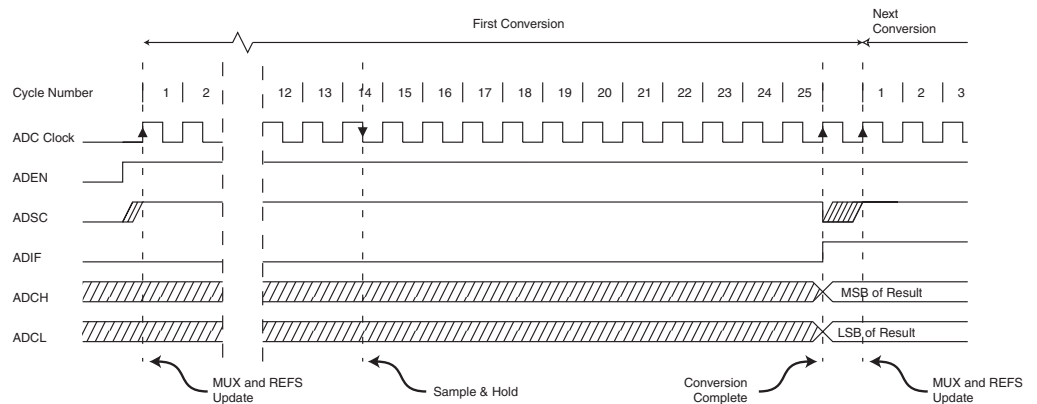 First Conversion
Next
Conversion
Cycle Number 1 2 12 13 14 15 16 17 18 19 20 21 22 23 24 25 1 2 3
ADC Clock
ADEN
ADSC
ADIF
ADCH MSB of Result
ADCL LSB of Result
MUX and REFS
Update
Sample & Hold
Conversion
Complete
MUX and REFS
Update